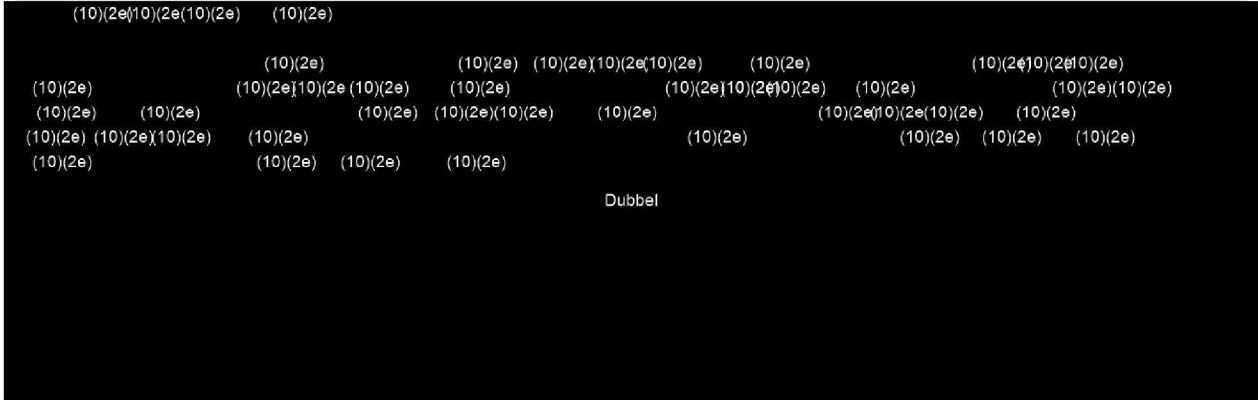 (10)(2e)(10)(2e(10)(2e) (10)(2e)
(10)(2e) (10)(2e) (10)(2e)(10)(2e(10)(2e) (10)(2e) (10)(2e)(10)(2e)(10)(2e)
(10)(2e) (10)(2e)(10)(2e (10)(2e) (10)(2e) (10)(2e)(10)(2e)(10)(2e) (10)(2e) (10)(2e)(10)(2e)
(10)(2e) (10)(2e) (10)(2e) (10)(2e)(10)(2e) (10)(2e) (10)(2e)(10)(2e(10)(2e) (10)(2e)
(10)(2e) (10)(2e)(10)(2e) (10)(2e) (10)(2e) (10)(2e) (10)(2e) (10)(2e)
(10)(2e) (10)(2e) (10)(2e) (10)(2e)
Dubbel